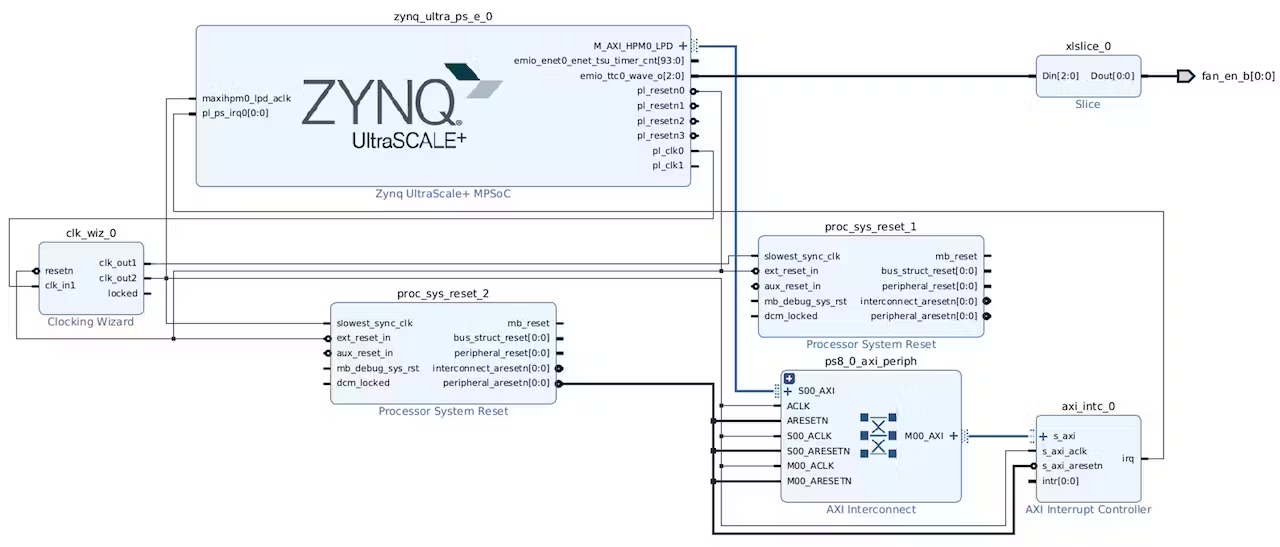 zynq_ultra_ps_e_0
M_AXI_HPM0_LPD
emio_enet0_enet_tsu_timer_cnt[93:0]
emio_ttc0_wave_o[2:0]
pl_resetn0
pl_resetn1
pl_resetn2
pl_resetn3
pl_clk0
pl_clk1
maxihpm0_lpd_aclk
pl_ps_irq0[0:0]
ZYNQ
UltraSCALE+
Zynq UltraScale+ MPSoC
xlslice_0
Din[2:0] Dout[0:0]
Slice
fan_en_b[0:0]
clk_wiz_0
resetn
clk_in1
clk_out1
clk_out2
locked
Clocking Wizard
proc_sys_reset_1
slowest_sync_clk
ext_reset_in
aux_reset_in
mb_debug_sys_rst
dcm_locked
mb_reset
bus_struct_reset[0:0]
peripheral_reset[0:0]
interconnect_aresetn[0:0]
peripheral_aresetn[0:0]
Processor System Reset
proc_sys_reset_2
slowest_sync_clk
ext_reset_in
aux_reset_in
mb_debug_sys_rst
dcm_locked
mb_reset
bus_struct_reset[0:0]
peripheral_reset[0:0]
interconnect_aresetn[0:0]
peripheral_aresetn[0:0]
Processor System Reset
ps8_0_axi_periph
S00_AXI
ACLK
ARESETN
S00_ACLK
S00_ARESETN
M00_ACLK
M00_ARESETN
M00_AXI
AXI Interconnect
axi_intc_0
s_axi
s_axi_aclk
s_axi_aresetn
intr[0:0]
irq
AXI Interrupt Controller